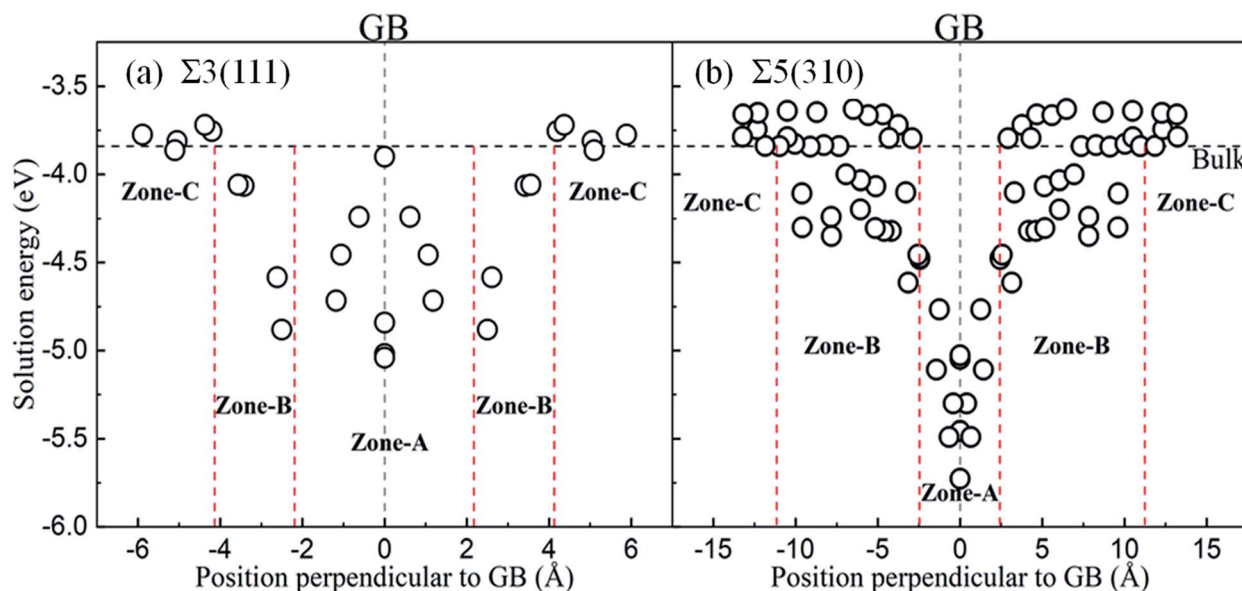 GB
GB
(a) Σ3(111)
(b) Σ5(310)
Solution energy (eV)
-3.5
-4.0
-4.5
-5.0
-5.5
-6.0
Bulk
Zone-C
Zone-C
Zone-C
Zone-C
Zone-B
Zone-B
Zone-B
Zone-B
Zone-A
Zone-A
-6
-4
-2
0
2
4
6
-15
-10
-5
0
5
10
15
Position perpendicular to GB (Å)
Position perpendicular to GB (Å)